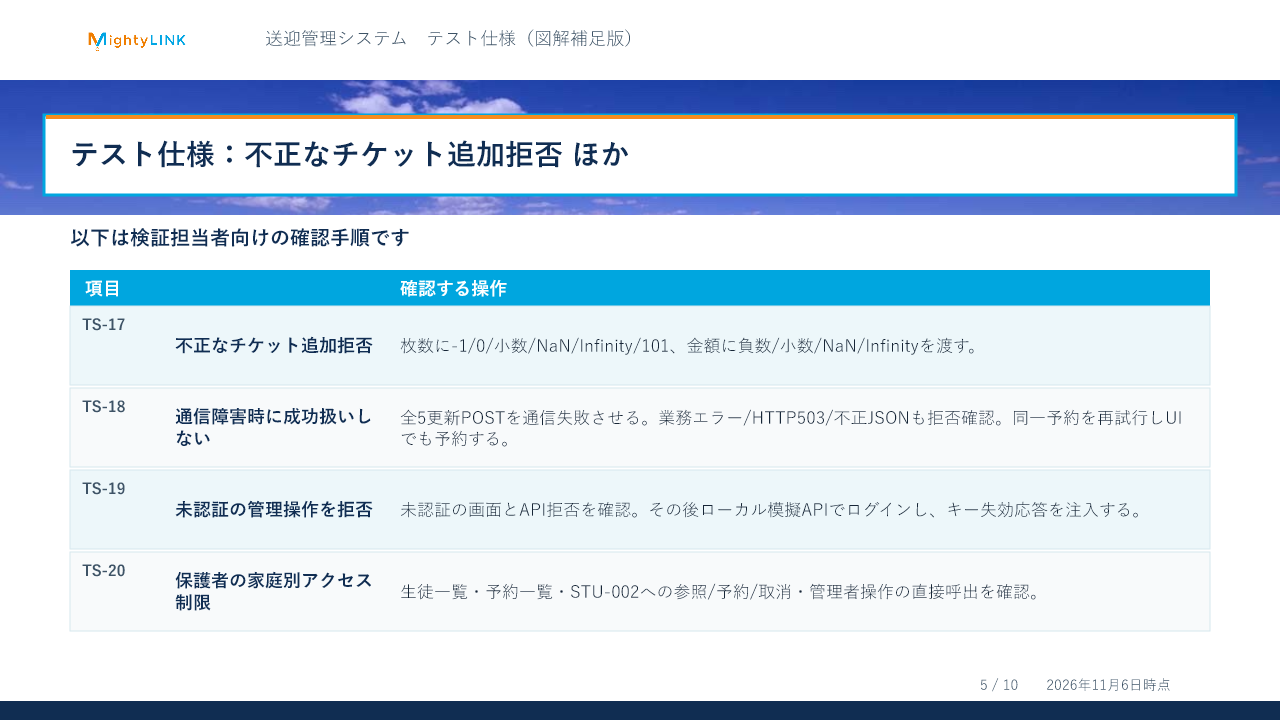 MightyLINK
送迎管理システム　テスト仕様（図解補足版）
テスト仕様：不正なチケット追加拒否 ほか
以下は検証担当者向けの確認手順です
項目
確認する操作
TS-17
不正なチケット追加拒否
枚数に-1/0/小数/NaN/Infinity/101、金額に負数/小数/NaN/Infinityを渡す。
TS-18
通信障害時に成功扱いし
ない
全5更新POSTを通信失敗させる。業務エラー/HTTP503/不正JSONも拒否確認。同一予約を再試行しUI
でも予約する。
TS-19
未認証の管理操作を拒否
未認証の画面とAPI拒否を確認。その後ローカル模擬APIでログインし、キー失効応答を注入する。
TS-20
保護者の家庭別アクセス
制限
生徒一覧・予約一覧・STU-002への参照/予約/取消・管理者操作の直接呼出を確認。
5 / 10
2026年11月6日時点